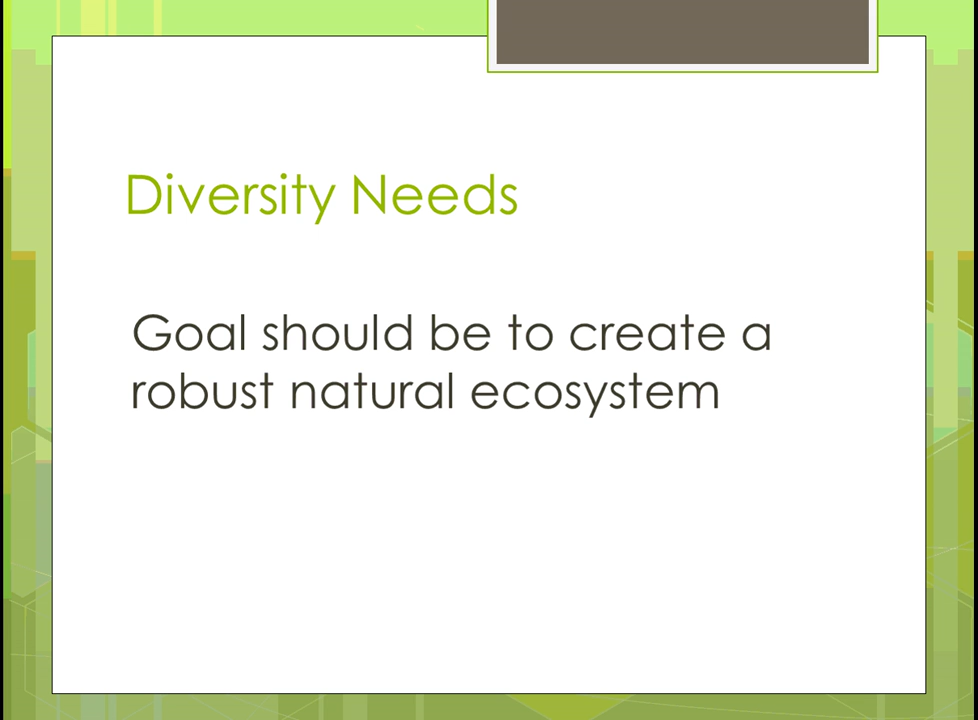 Diversity Needs
Goal should be to create a
robust natural ecosystem